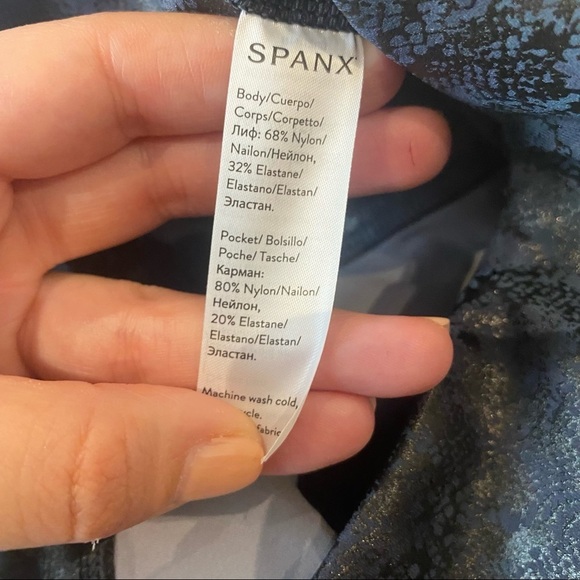 SPANX®
Body/Cuerpo/
Corps/Corpetto/
Лиф: 68% Nylon/
Nailon/Нейлон,
32% Elastane/
Elastano/Elastan/
Эластан.
Pocket/ Bolsillo/
Poche/ Tasche/
Карман:
80% Nylon/Nailon/
Нейлон,
20% Elastane/
Elastano/Elastan/
Эластан.
Machine wash cold,
fabric